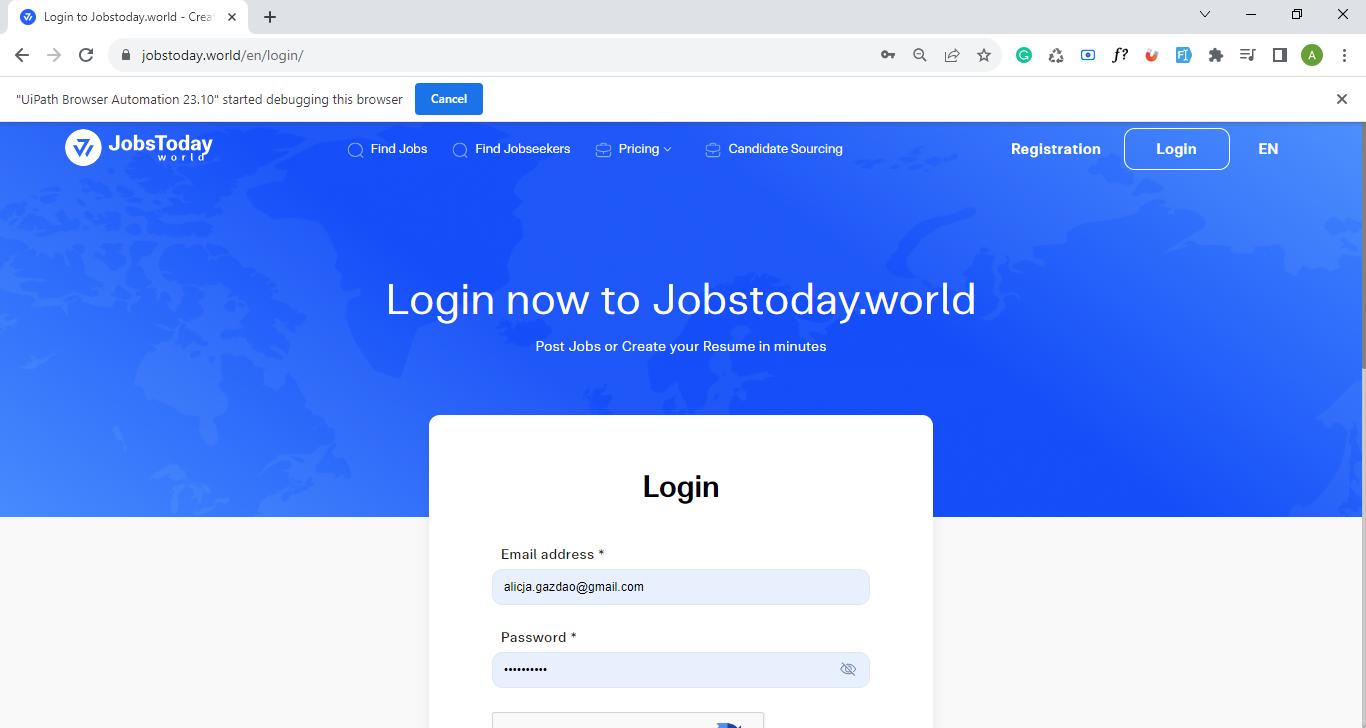 Login to Jobstoday.world - Crea
jobstoday.world/en/login/
f?
A
"UiPath Browser Automation 23.10" started debugging this browser
Cancel
JobsToday
world
Find Jobs
Find Jobseekers
Pricing
Candidate Sourcing
Registration
Login
EN
Login now to Jobstoday.world
Post Jobs or Create your Resume in minutes
Login
Email address *
alicja.gazdao@gmail.com
Password *
••••••••••